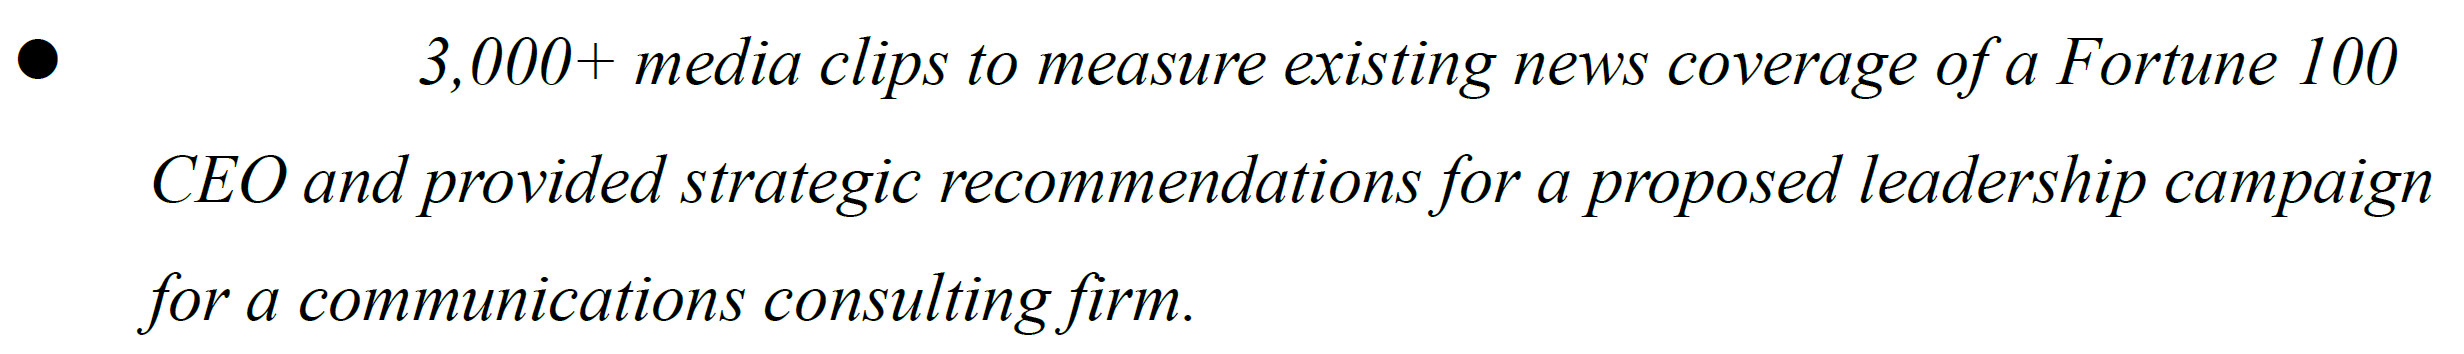 ● 3,000+ media clips to measure existing news coverage of a Fortune 100
CEO and provided strategic recommendations for a proposed leadership campaign
for a communications consulting firm.